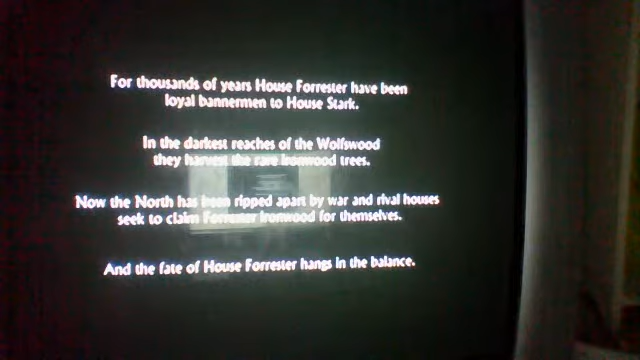 For thousands of years House Forrester have been
loyal bannermen to House Stark.
In the darkest reaches of the Wolfswood
they harvest the rare Ironwood trees.
Now the North has been ripped apart by war and rival houses
seek to claim Forrester Ironwood for themselves.
And the fate of House Forrester hangs in the balance.